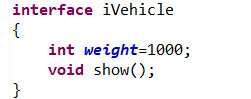 interface iVehicle
{
    int weight=1000;
    void show();
}